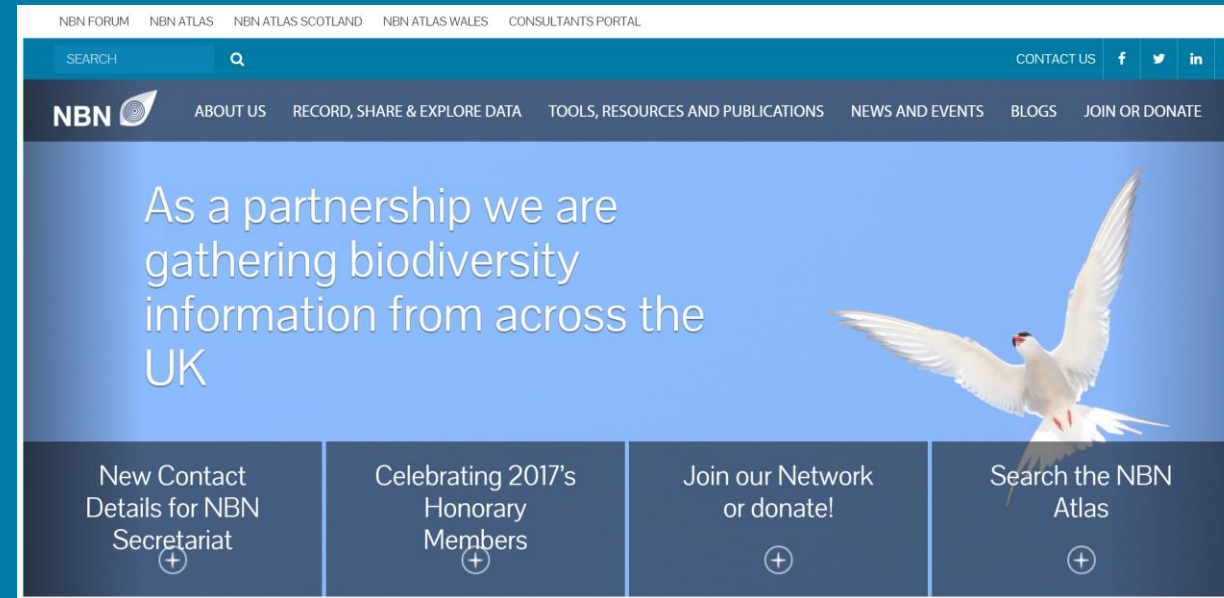 NBN FORUM NBN ATLAS NBN ATLAS SCOTLAND NBN ATLAS WALES CONSULTANTS PORTAL
SEARCH CONTACT US f in
NBN ABOUT US RECORD, SHARE & EXPLORE DATA TOOLS, RESOURCES AND PUBLICATIONS NEWS AND EVENTS BLOGS JOIN OR DONATE
As a partnership we are
gathering biodiversity
information from across the
UK
New Contact
Details for NBN
Secretariat
Celebrating 2017's
Honorary
Members
Join our Network
or donate!
Search the NBN
Atlas